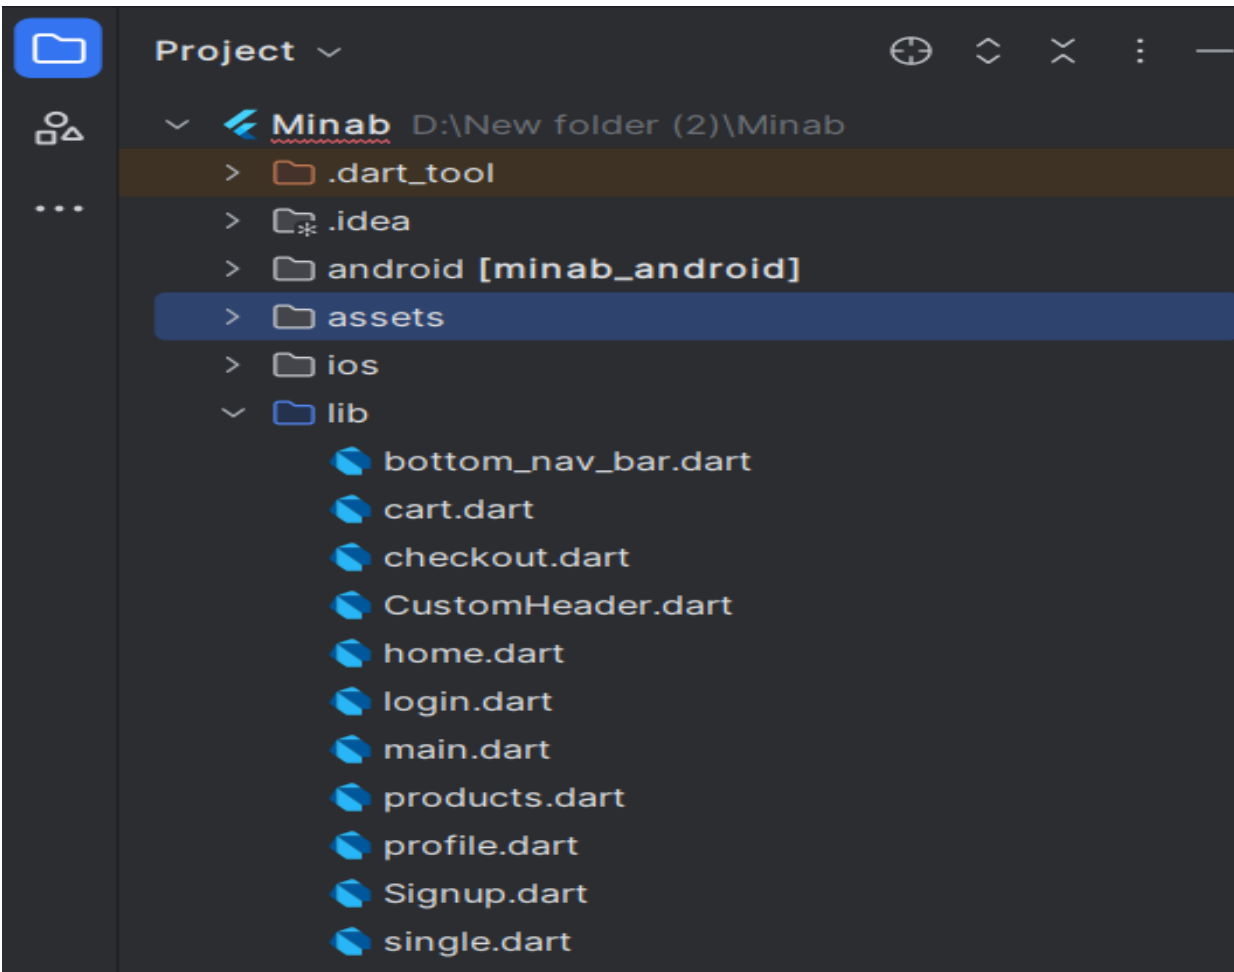 Project
Minab D:\New folder (2)\Minab
.dart_tool
.idea
android [minab_android]
assets
ios
lib
bottom_nav_bar.dart
cart.dart
checkout.dart
CustomHeader.dart
home.dart
login.dart
main.dart
products.dart
profile.dart
Signup.dart
single.dart